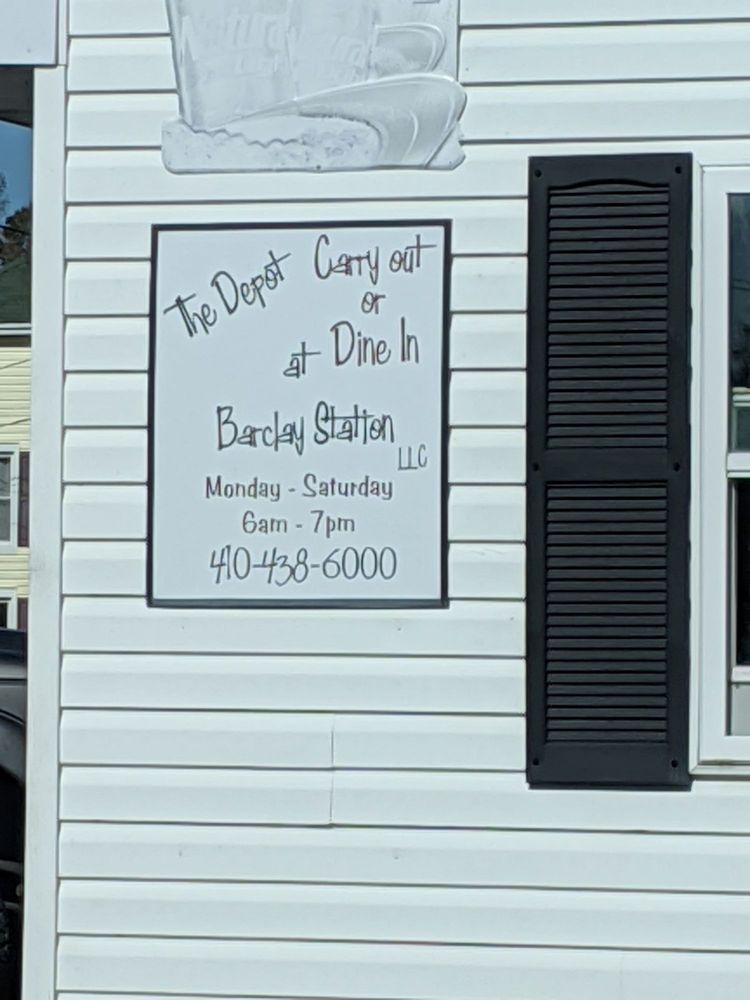 The Depot
Carry out
or
at Dine In
Barclay Station
LLC
Monday - Saturday
6am - 7pm
410-438-6000